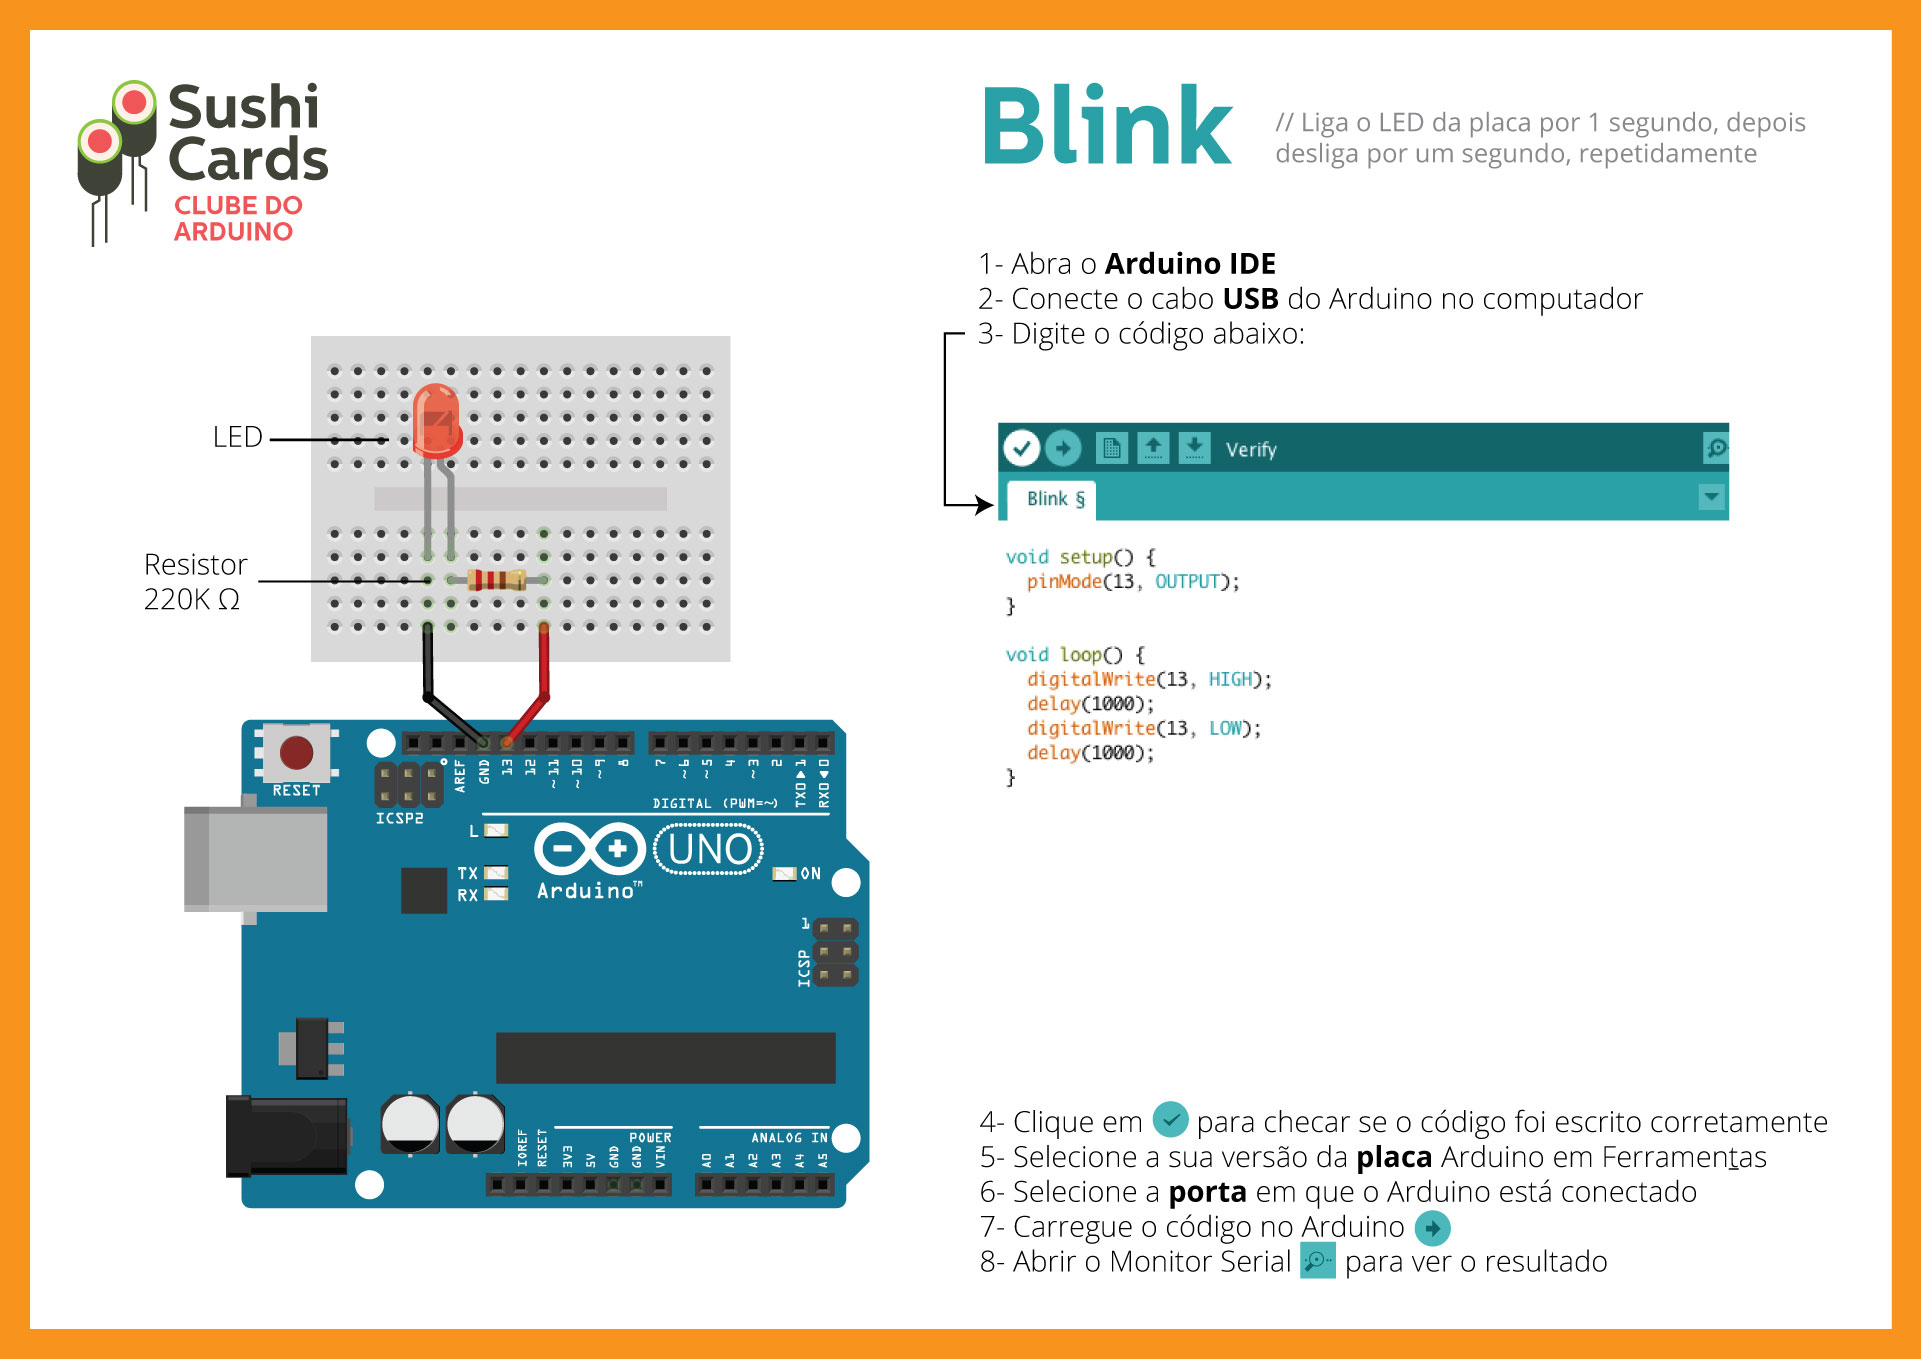 Sushi
Cards
CLUBE DO
ARDUINO
Blink
// Liga o LED da placa por 1 segundo, depois
desliga por um segundo, repetidamente
1- Abra o Arduino IDE
2- Conecte o cabo USB do Arduino no computador
3- Digite o código abaixo:
Verify
Blink §
void setup() {
pinMode(13, OUTPUT);
}
void loop() {
digitalWrite(13, HIGH);
delay(1000);
digitalWrite(13, LOW);
delay(1000);
}
4- Clique em para checar se o código foi escrito corretamente
5- Selecione a sua versão da placa Arduino em Ferramentas
6- Selecione a porta em que o Arduino está conectado
7- Carregue o código no Arduino
8- Abrir o Monitor Serial para ver o resultado
LED
Resistor
220K Ω
RESET
ICSP2
AREF
GND
13
12
~11
~10
~9
8
7
~6
~5
4
~3
2
TX0▶1
RX0◀0
DIGITAL (PWM=~)
L
TX
RX
Arduino™
UNO
ON
1
ICSP
IOREF
RESET
3V3
5V
GND
GND
VIN
POWER
ANALOG IN
A0
A1
A2
A3
A4
A5